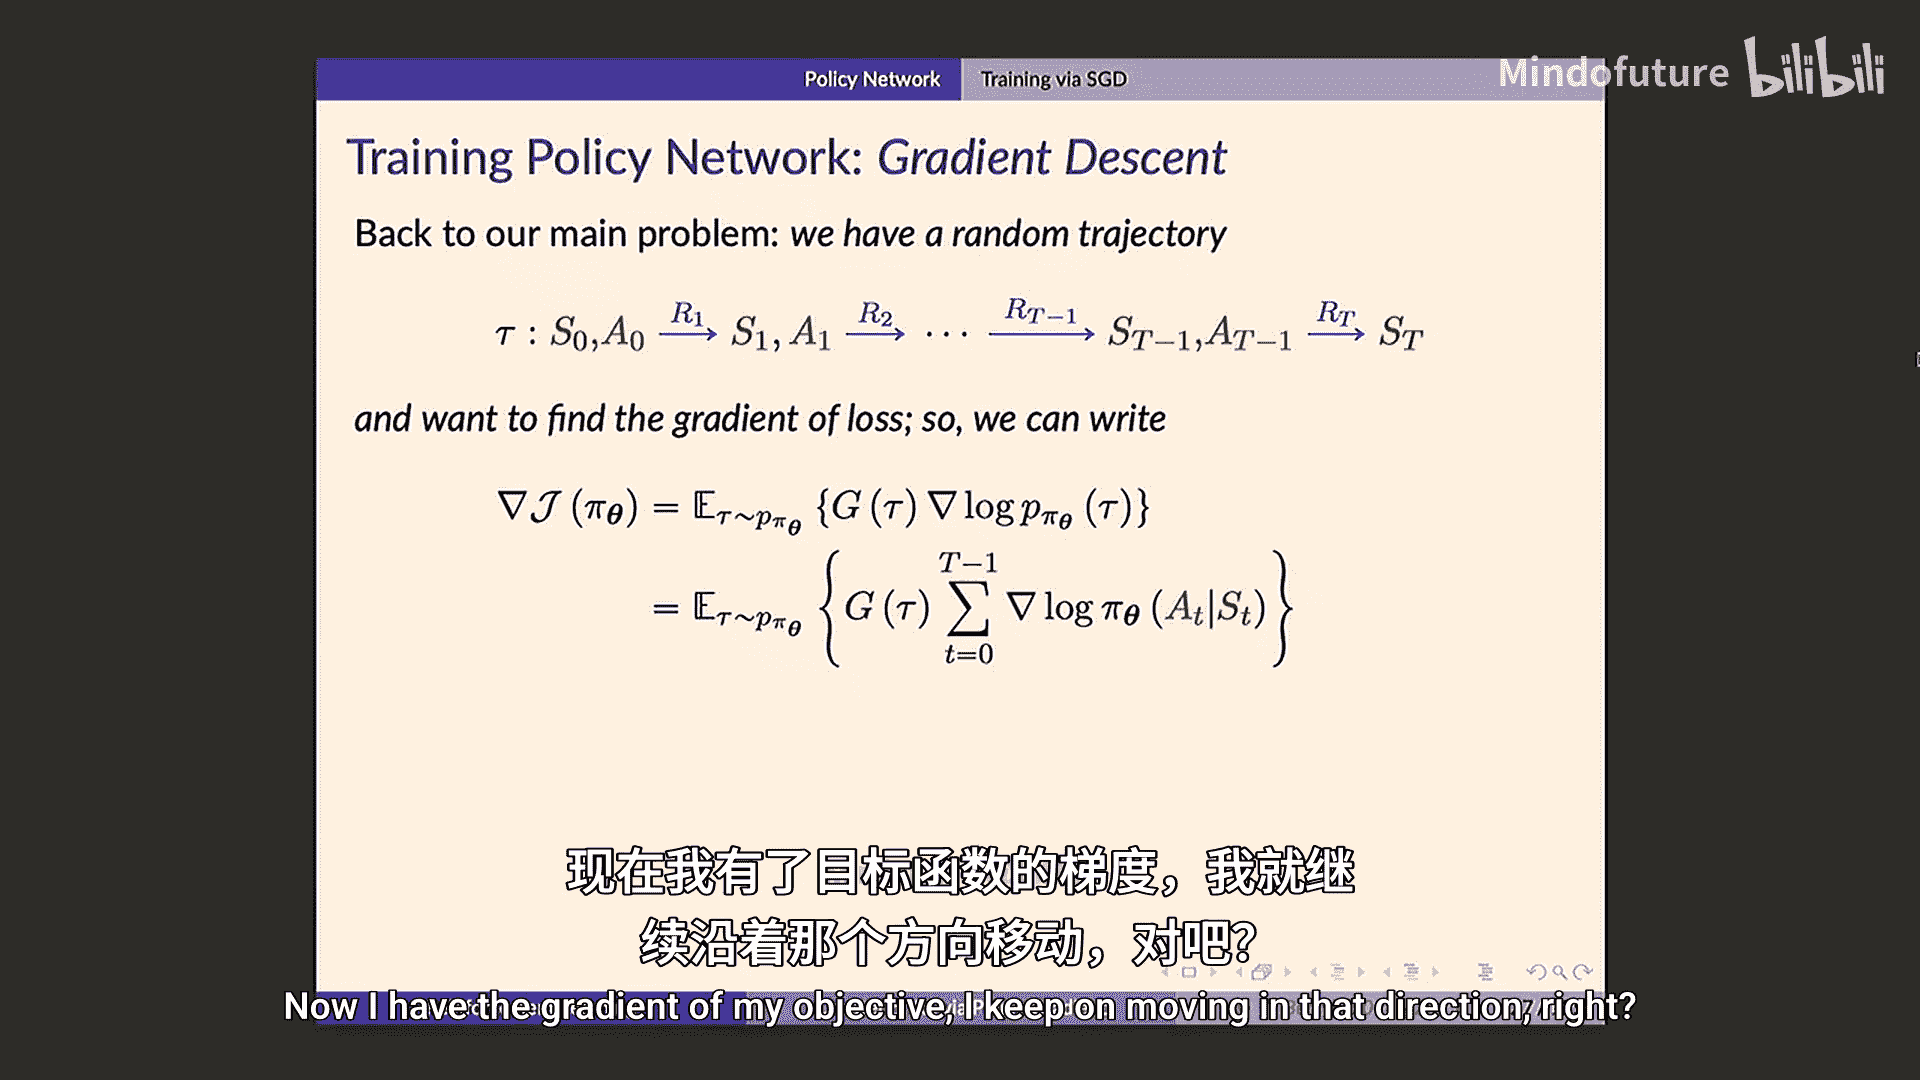 Mindofuture bilibili
Policy Network Training via SGD
Training Policy Network: Gradient Descent
Back to our main problem: we have a random trajectory
τ : S₀,A₀ —R₁→ S₁, A₁ —R₂→ ⋯ —R_{T−1}→ S_{T−1},A_{T−1} —R_T→ S_T
and want to find the gradient of loss; so, we can write
∇𝒥 (π_θ) = 𝔼_{τ∼p_{π_θ}} {G (τ) ∇ log p_{π_θ} (τ)}
= 𝔼_{τ∼p_{π_θ}} {G (τ) ∑_{t=0}^{T−1} ∇ log π_θ (A_t|S_t)}
现在我有了目标函数的梯度，我就继
续沿着那个方向移动，对吧？
Now I have the gradient of my objective, I keep on moving in that direction, right?